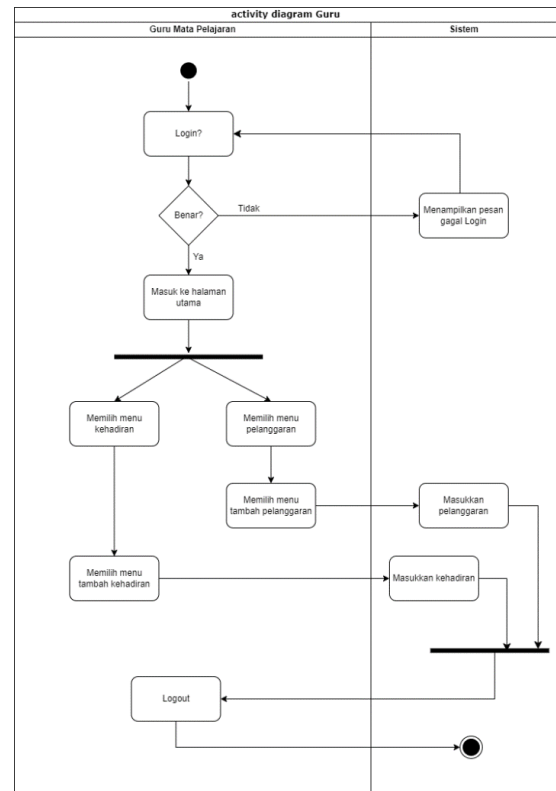 activity diagram Guru
Guru Mata Pelajaran
Sistem
Login?
Benar?
Tidak
Menampilkan pesan
gagal Login
Ya
Masuk ke halaman
utama
Memilih menu
kehadiran
Memilih menu
pelanggaran
Memilih menu
tambah pelanggaran
Masukkan
pelanggaran
Memilih menu
tambah kehadiran
Masukkan kehadiran
Logout